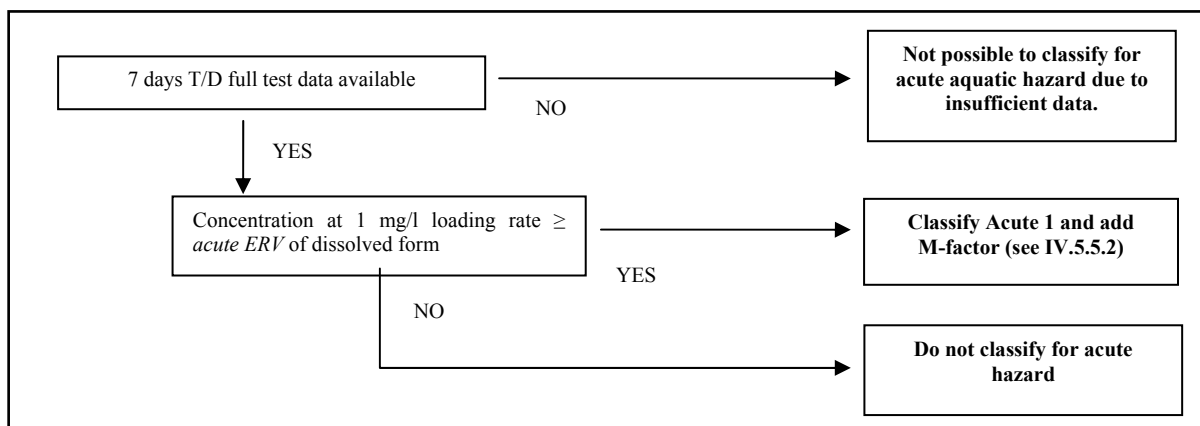 7 days T/D full test data available
NO
Not possible to classify for
acute aquatic hazard due to
insufficient data.
YES
Concentration at 1 mg/l loading rate ≥
acute ERV of dissolved form
YES
Classify Acute 1 and add
M-factor (see IV.5.5.2)
NO
Do not classify for acute
hazard